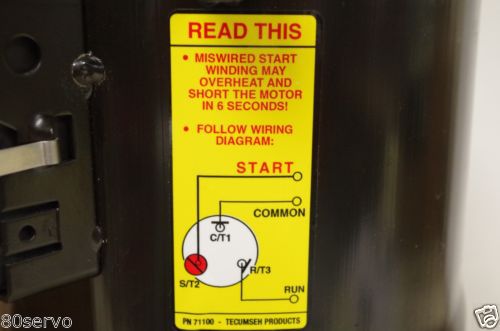 READ THIS
• MISWIRED START
WINDING MAY
OVERHEAT AND
SHORT THE MOTOR
IN 6 SECONDS!
• FOLLOW WIRING
DIAGRAM:
START
COMMON
C/T1
R/T3
S/T2
RUN
PN 71100 - TECUMSEH PRODUCTS
80servo
ebay